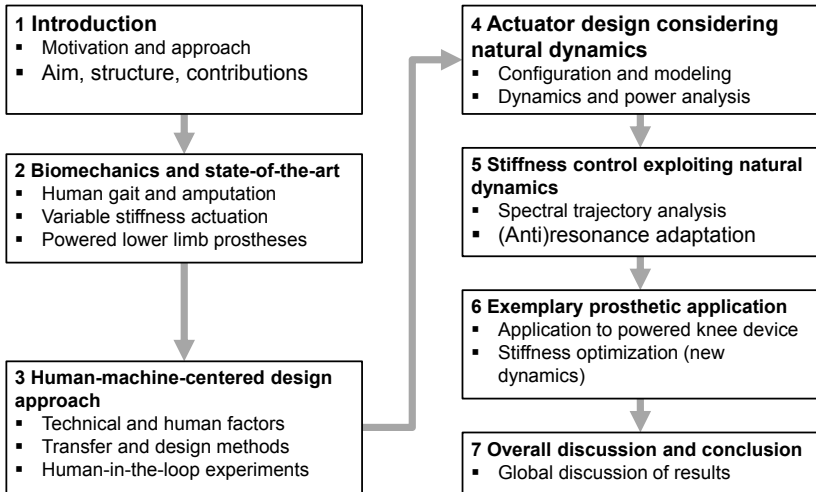 1 Introduction
▪ Motivation and approach
▪ Aim, structure, contributions
2 Biomechanics and state-of-the-art
▪ Human gait and amputation
▪ Variable stiffness actuation
▪ Powered lower limb prostheses
3 Human-machine-centered design
approach
▪ Technical and human factors
▪ Transfer and design methods
▪ Human-in-the-loop experiments
4 Actuator design considering
natural dynamics
▪ Configuration and modeling
▪ Dynamics and power analysis
5 Stiffness control exploiting natural
dynamics
▪ Spectral trajectory analysis
▪ (Anti)resonance adaptation
6 Exemplary prosthetic application
▪ Application to powered knee device
▪ Stiffness optimization (new
dynamics)
7 Overall discussion and conclusion
▪ Global discussion of results